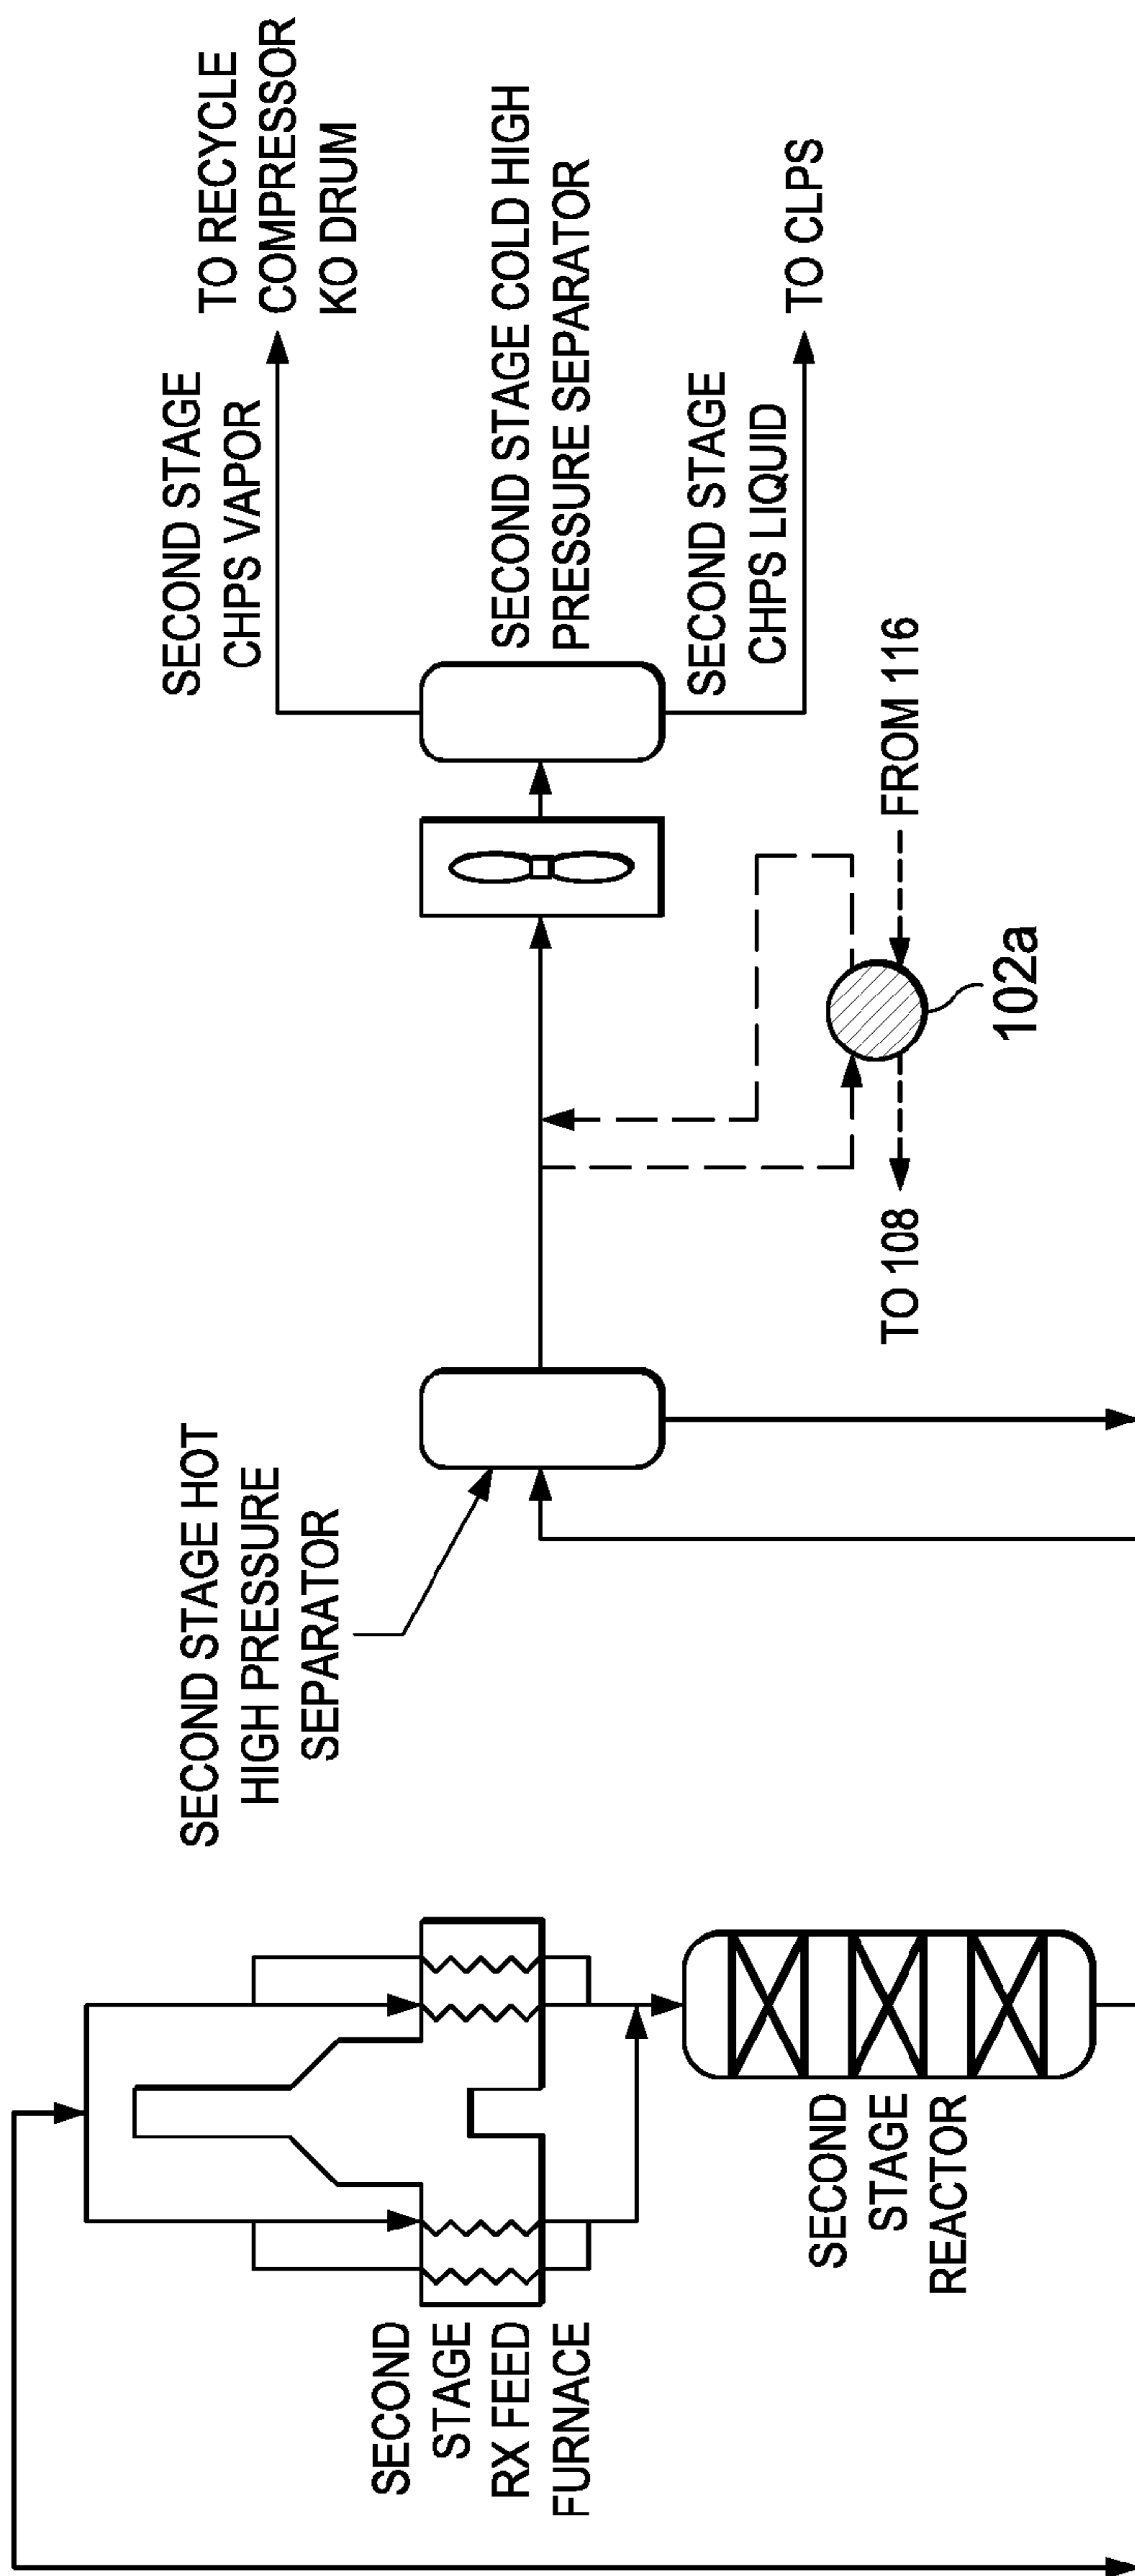 SECOND
STAGE
RX FEED
FURNACE
SECOND
STAGE
REACTOR
SECOND STAGE HOT
HIGH PRESSURE
SEPARATOR
TO 108
FROM 116
102a
SECOND STAGE
CHPS VAPOR
TO RECYCLE
COMPRESSOR
KO DRUM
SECOND STAGE COLD HIGH
PRESSURE SEPARATOR
SECOND STAGE
CHPS LIQUID
TO CLPS